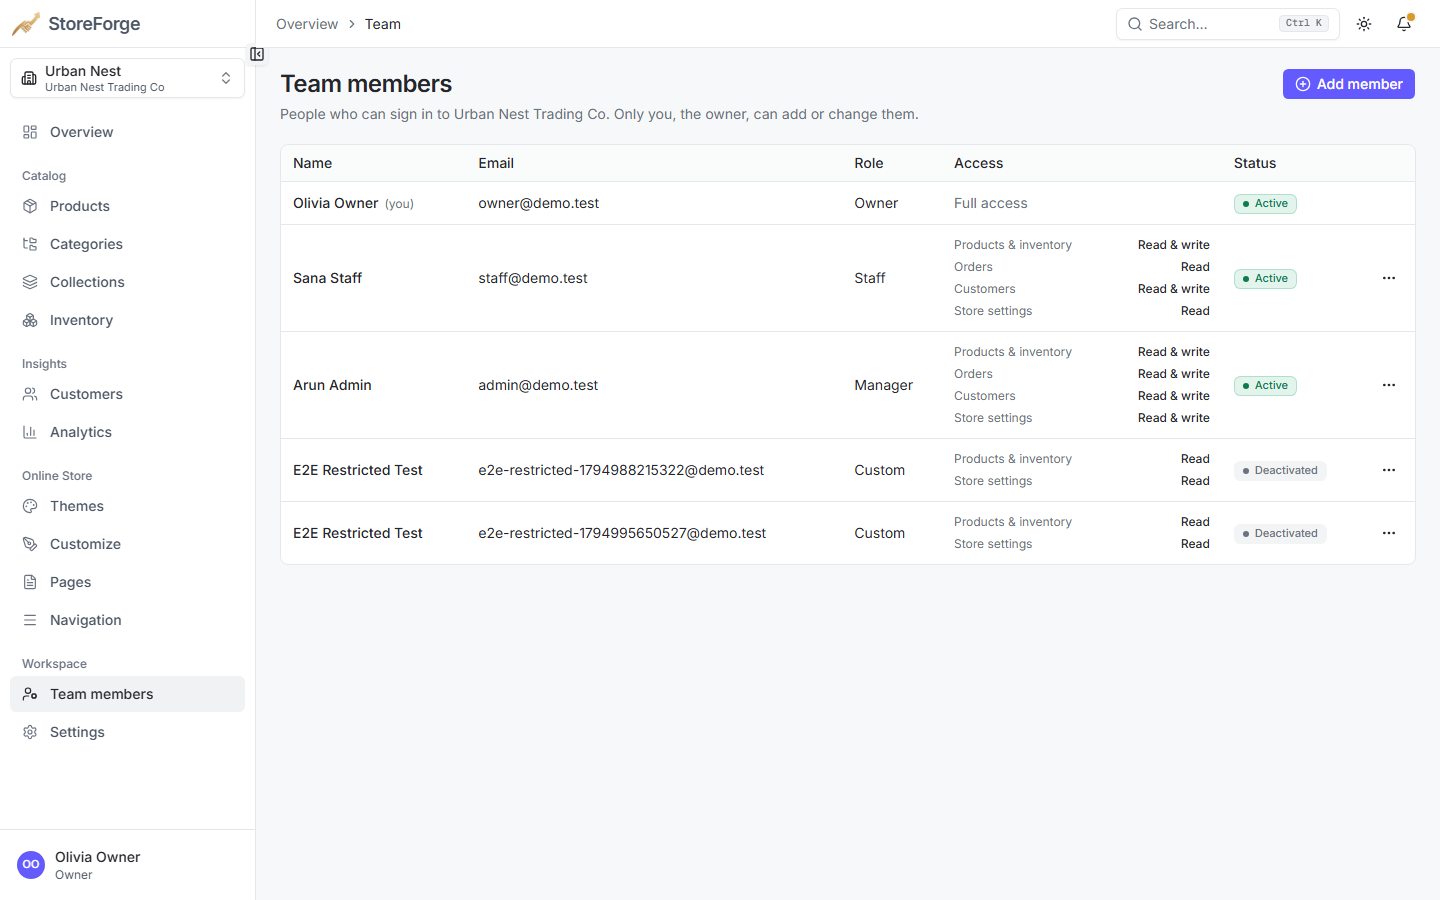 StoreForge
Overview > Team
Search...
Ctrl K
Urban Nest
Urban Nest Trading Co
Overview
Catalog
Products
Categories
Collections
Inventory
Insights
Customers
Analytics
Online Store
Themes
Customize
Pages
Navigation
Workspace
Team members
Settings
OO
Olivia Owner
Owner
Team members
Add member
People who can sign in to Urban Nest Trading Co. Only you, the owner, can add or change them.
Name Email Role Access Status
Olivia Owner (you) owner@demo.test Owner Full access Active
Sana Staff staff@demo.test Staff
Products & inventory Read & write
Orders Read
Customers Read & write
Store settings Read
Active
Arun Admin admin@demo.test Manager
Products & inventory Read & write
Orders Read & write
Customers Read & write
Store settings Read & write
Active
E2E Restricted Test e2e-restricted-1794988215322@demo.test Custom
Products & inventory Read
Store settings Read
Deactivated
E2E Restricted Test e2e-restricted-1794995650527@demo.test Custom
Products & inventory Read
Store settings Read
Deactivated